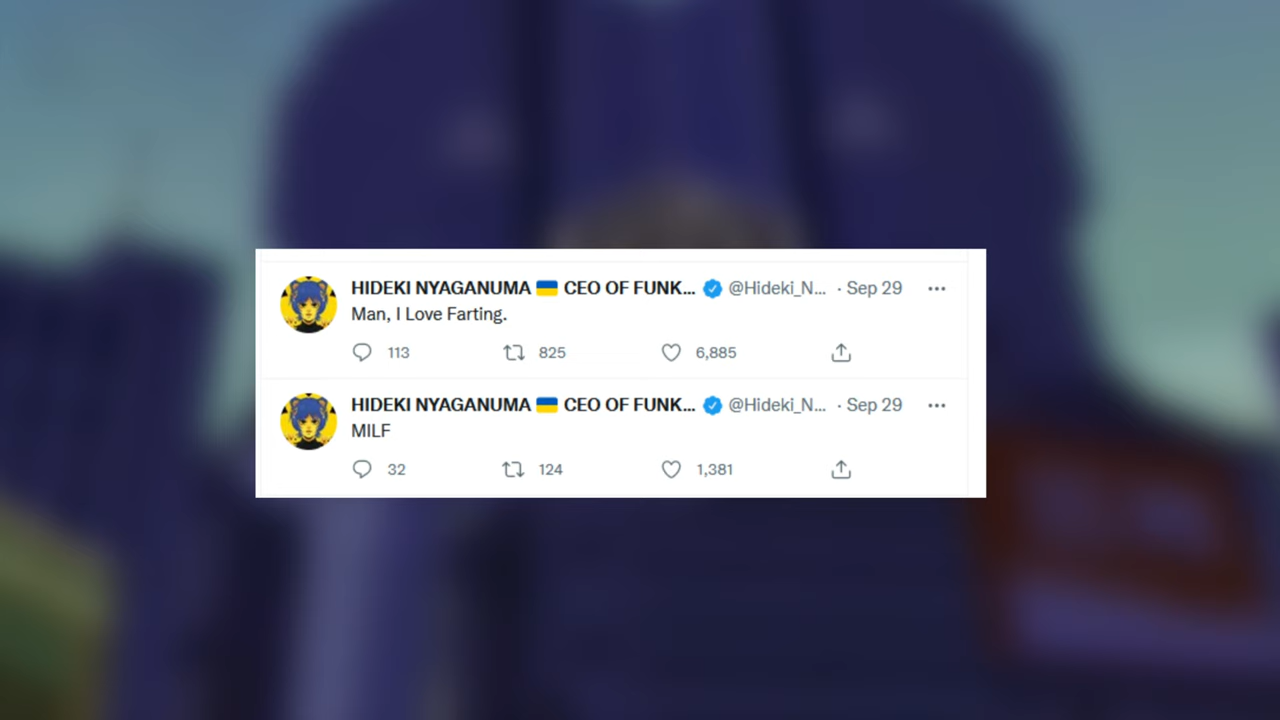 HIDEKI NYAGANUMA 🇺🇦 CEO OF FUNK... @Hideki_N... · Sep 29
Man, I Love Farting.
113 825 6,885
HIDEKI NYAGANUMA 🇺🇦 CEO OF FUNK... @Hideki_N... · Sep 29
MILF
32 124 1,381